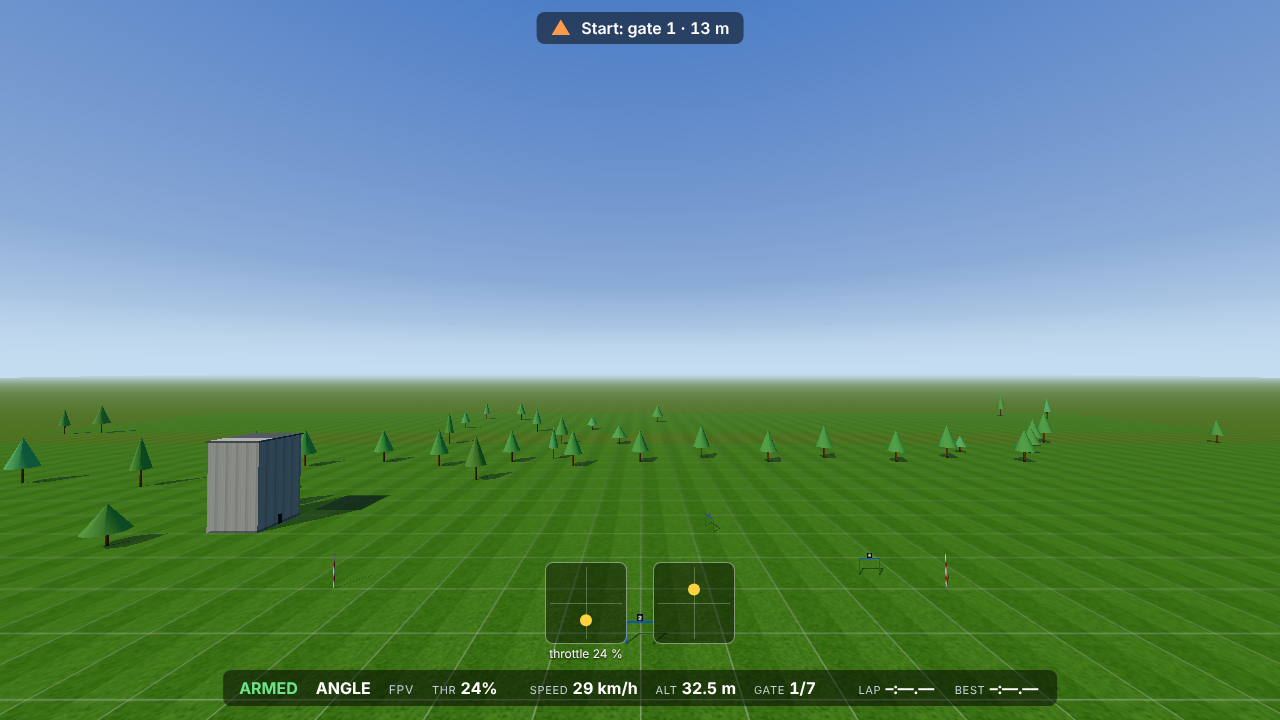 Start: gate 1 · 13 m
2
throttle 24 %
ARMED ANGLE FPV THR 24% SPEED 29 km/h ALT 32.5 m GATE 1/7 LAP –:––.–– BEST –:––.––